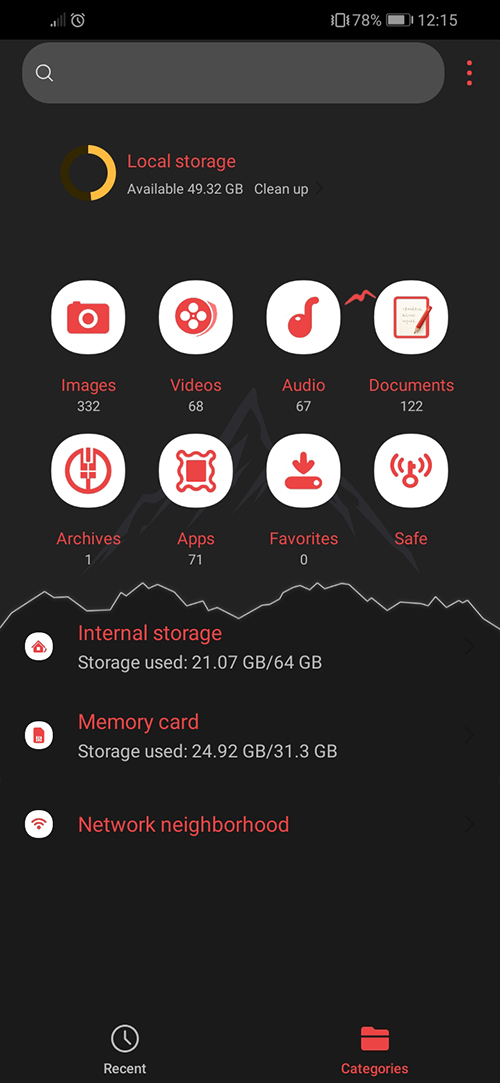 78% 12:15
Local storage
Available 49.32 GB Clean up
Images Videos Audio Documents
332 68 67 122
Archives Apps Favorites Safe
1 71 0
Internal storage
Storage used: 21.07 GB/64 GB
Memory card
Storage used: 24.92 GB/31.3 GB
Network neighborhood
Recent Categories